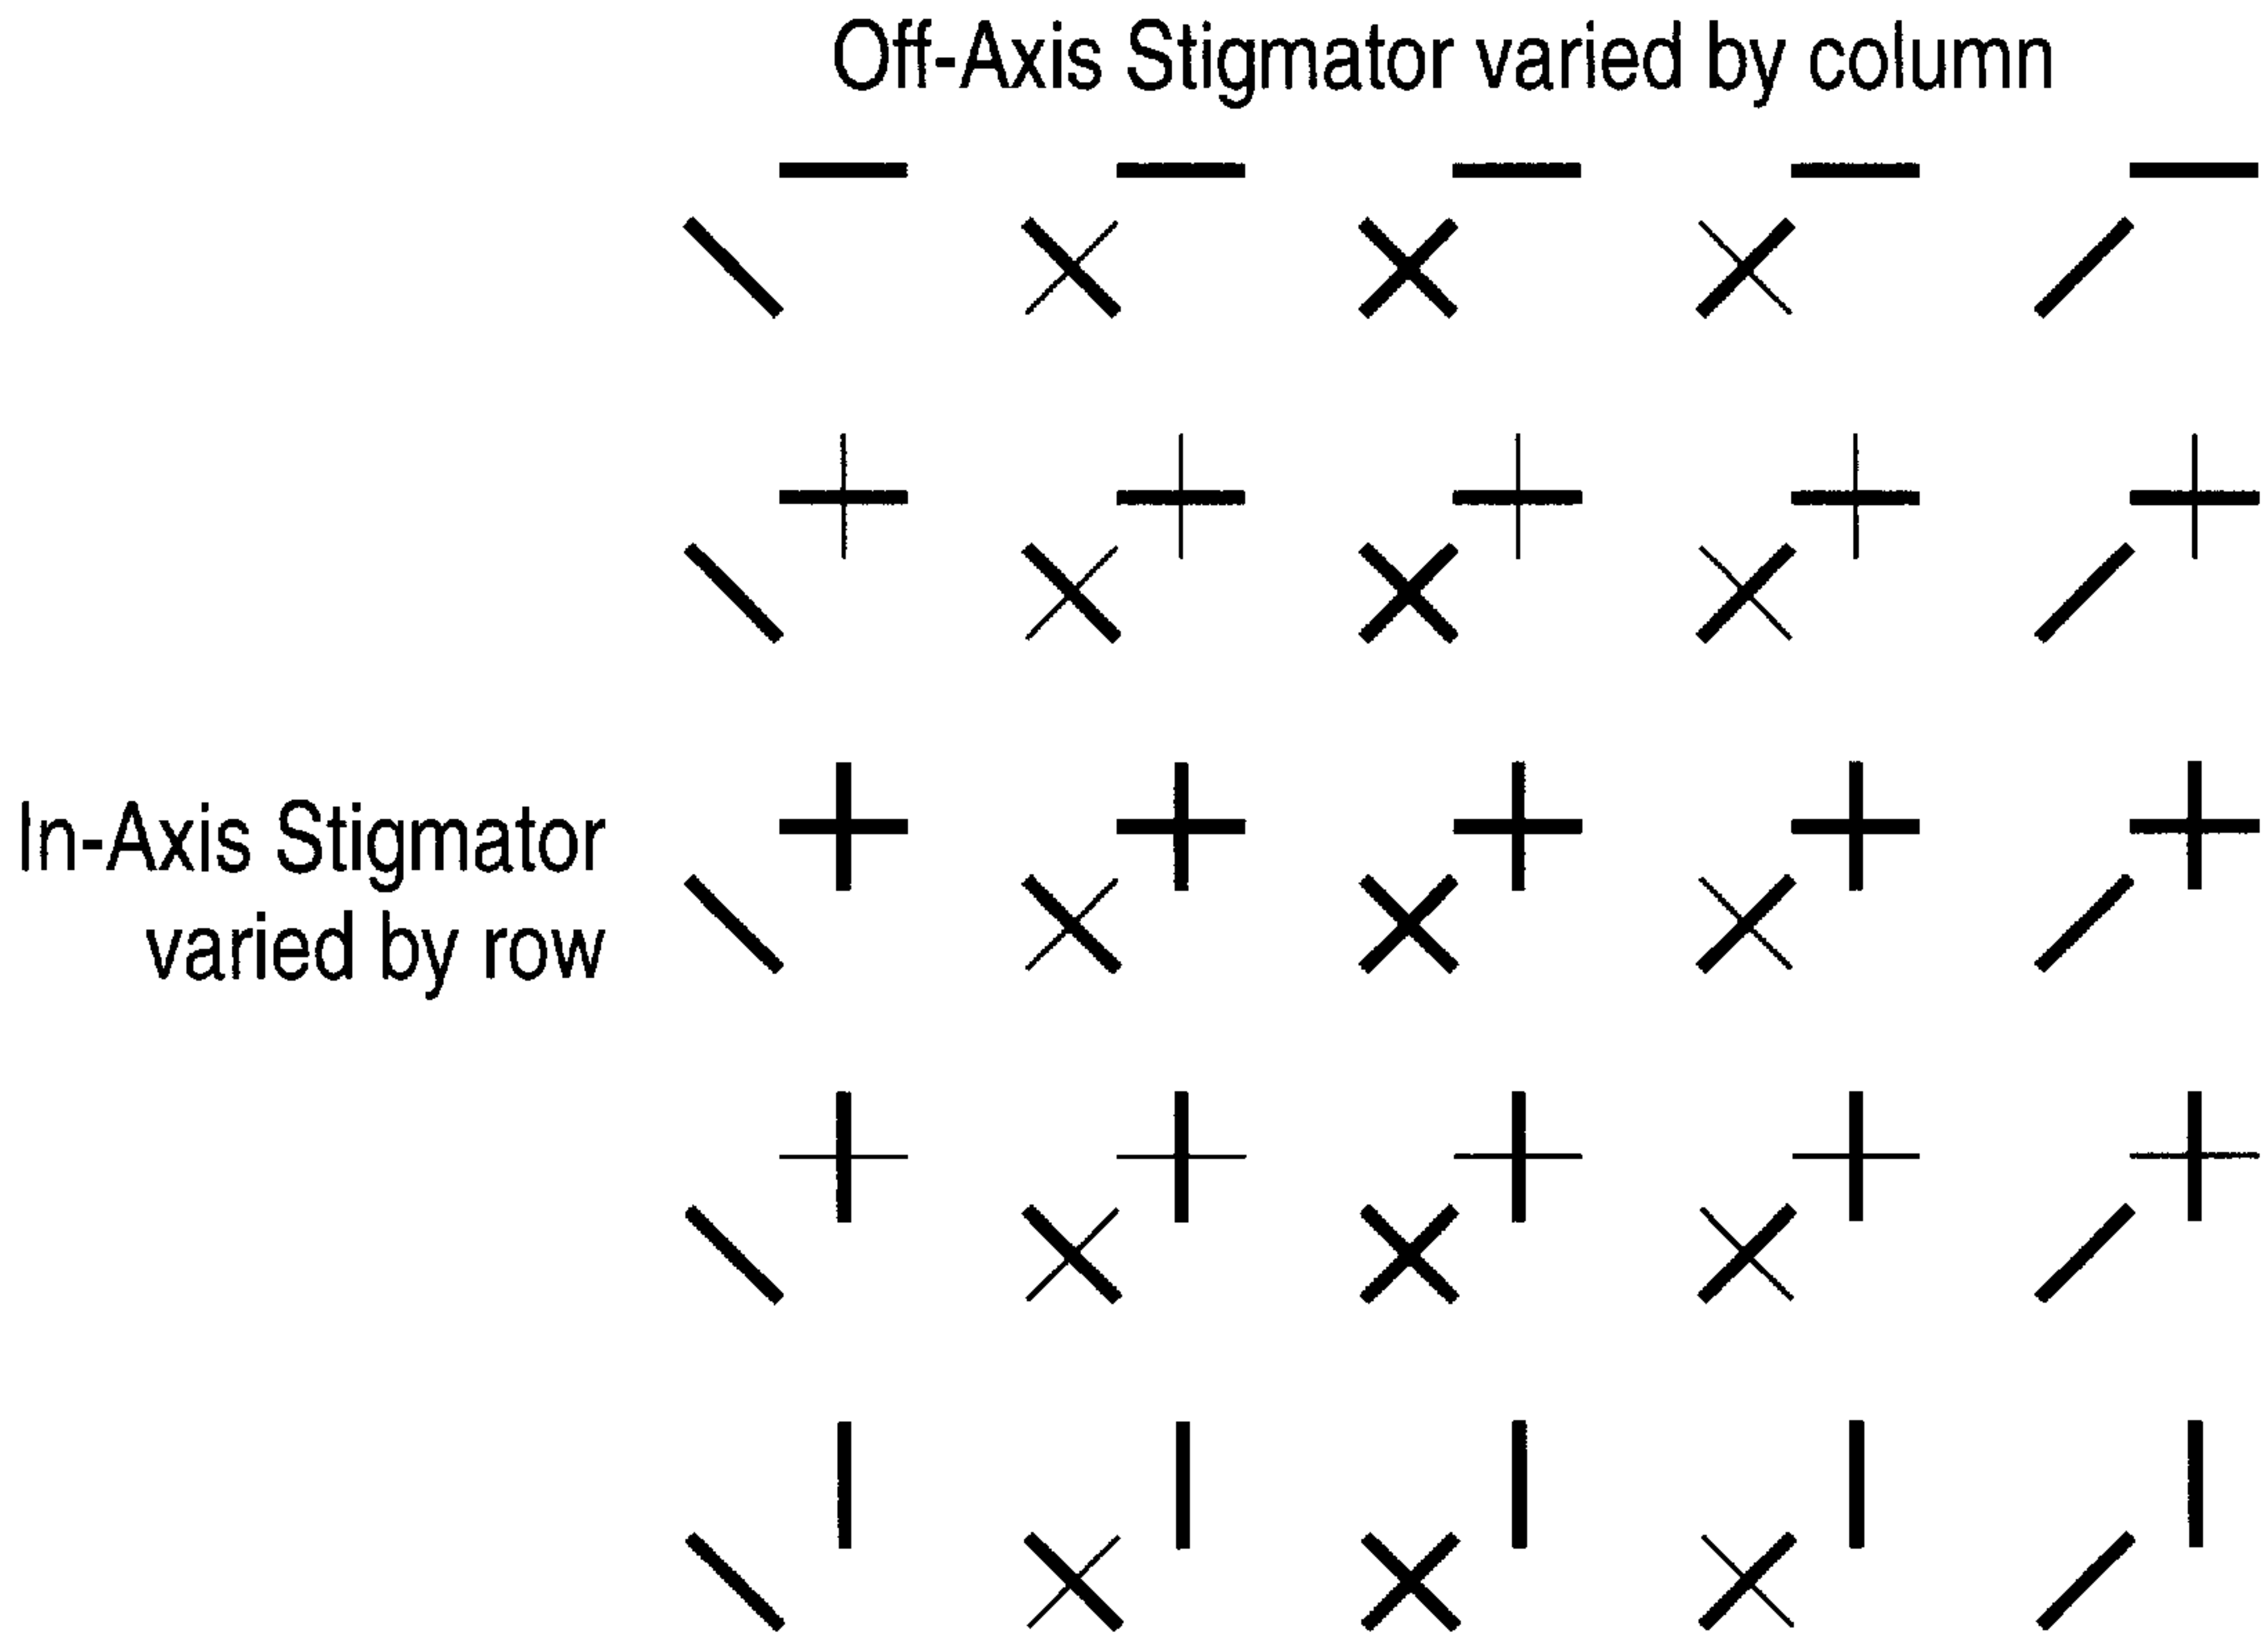 Off-Axis Stigmator varied by column
In-Axis Stigmator
varied by row